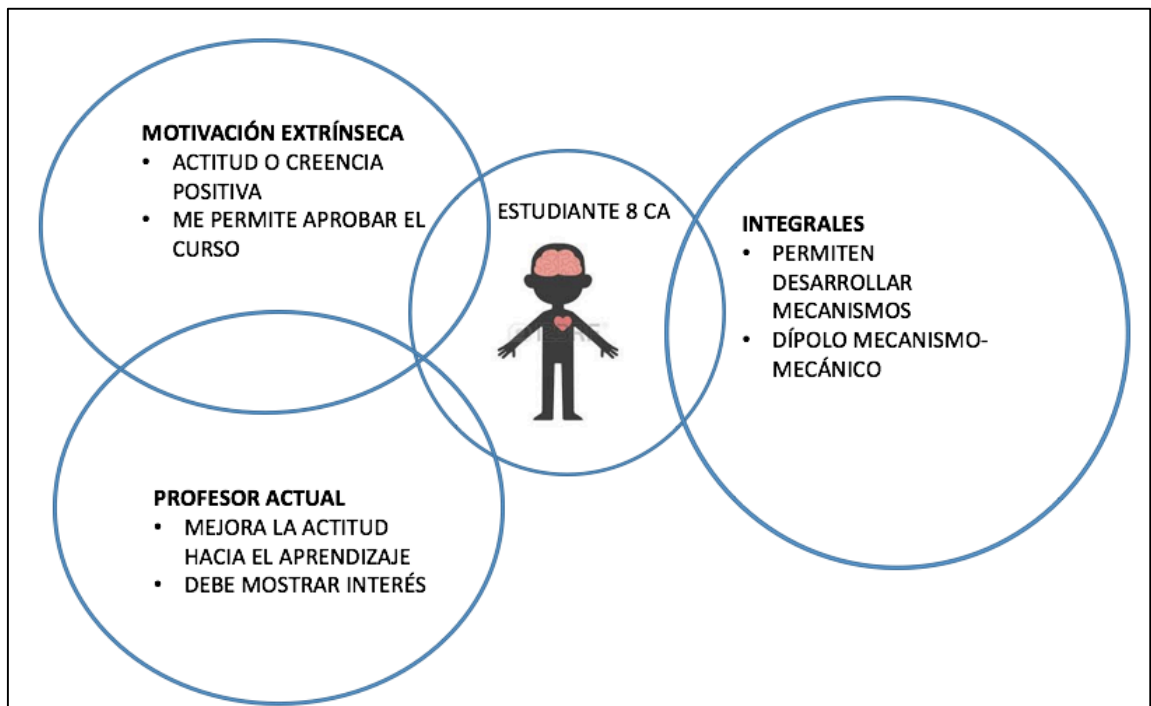 MOTIVACIÓN EXTRÍNSECA
• ACTITUD O CREENCIA
POSITIVA
• ME PERMITE APROBAR EL
CURSO
ESTUDIANTE 8 CA
INTEGRALES
• PERMITEN
DESARROLLAR
MECANISMOS
• DÍPOLO MECANISMO-
MECÁNICO
PROFESOR ACTUAL
• MEJORA LA ACTITUD
HACIA EL APRENDIZAJE
• DEBE MOSTRAR INTERÉS